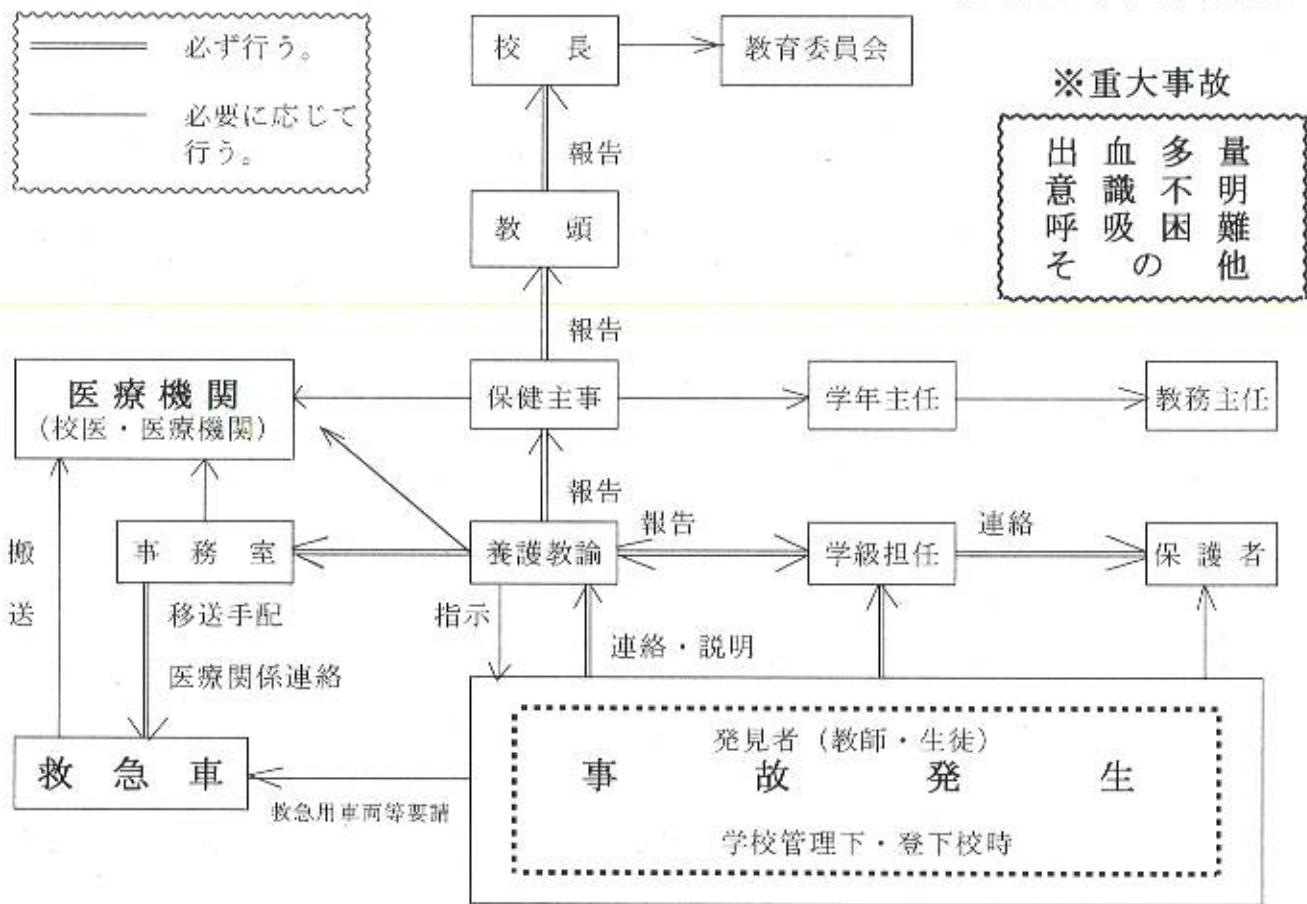 必ず行う。
必要に応じて
行う。
校長
教育委員会
※重大事故
出血多量
意識不明
呼吸困難
その他
報告
教頭
報告
医療機関
(校医・医療機関)
保健主事
学年主任
教務主任
報告
報告
連絡
事務室
養護教諭
学級担任
保護者
搬送
移送手配
指示
連絡・説明
医療関係連絡
発見者(教師・生徒)
事故発生
救急車
救急用車両等要請
学校管理下・登下校時